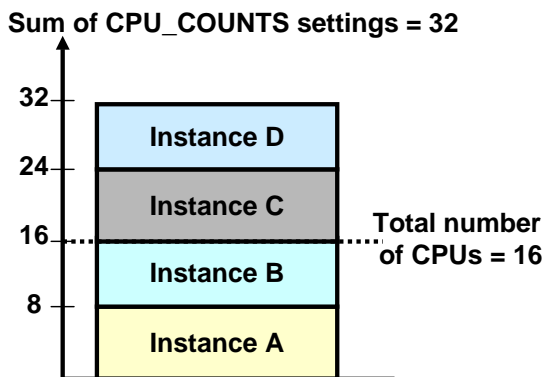 Sum of CPU_COUNTS settings = 32
32
Instance D
24
Instance C
16
Total number
of CPUs = 16
Instance B
8
Instance A